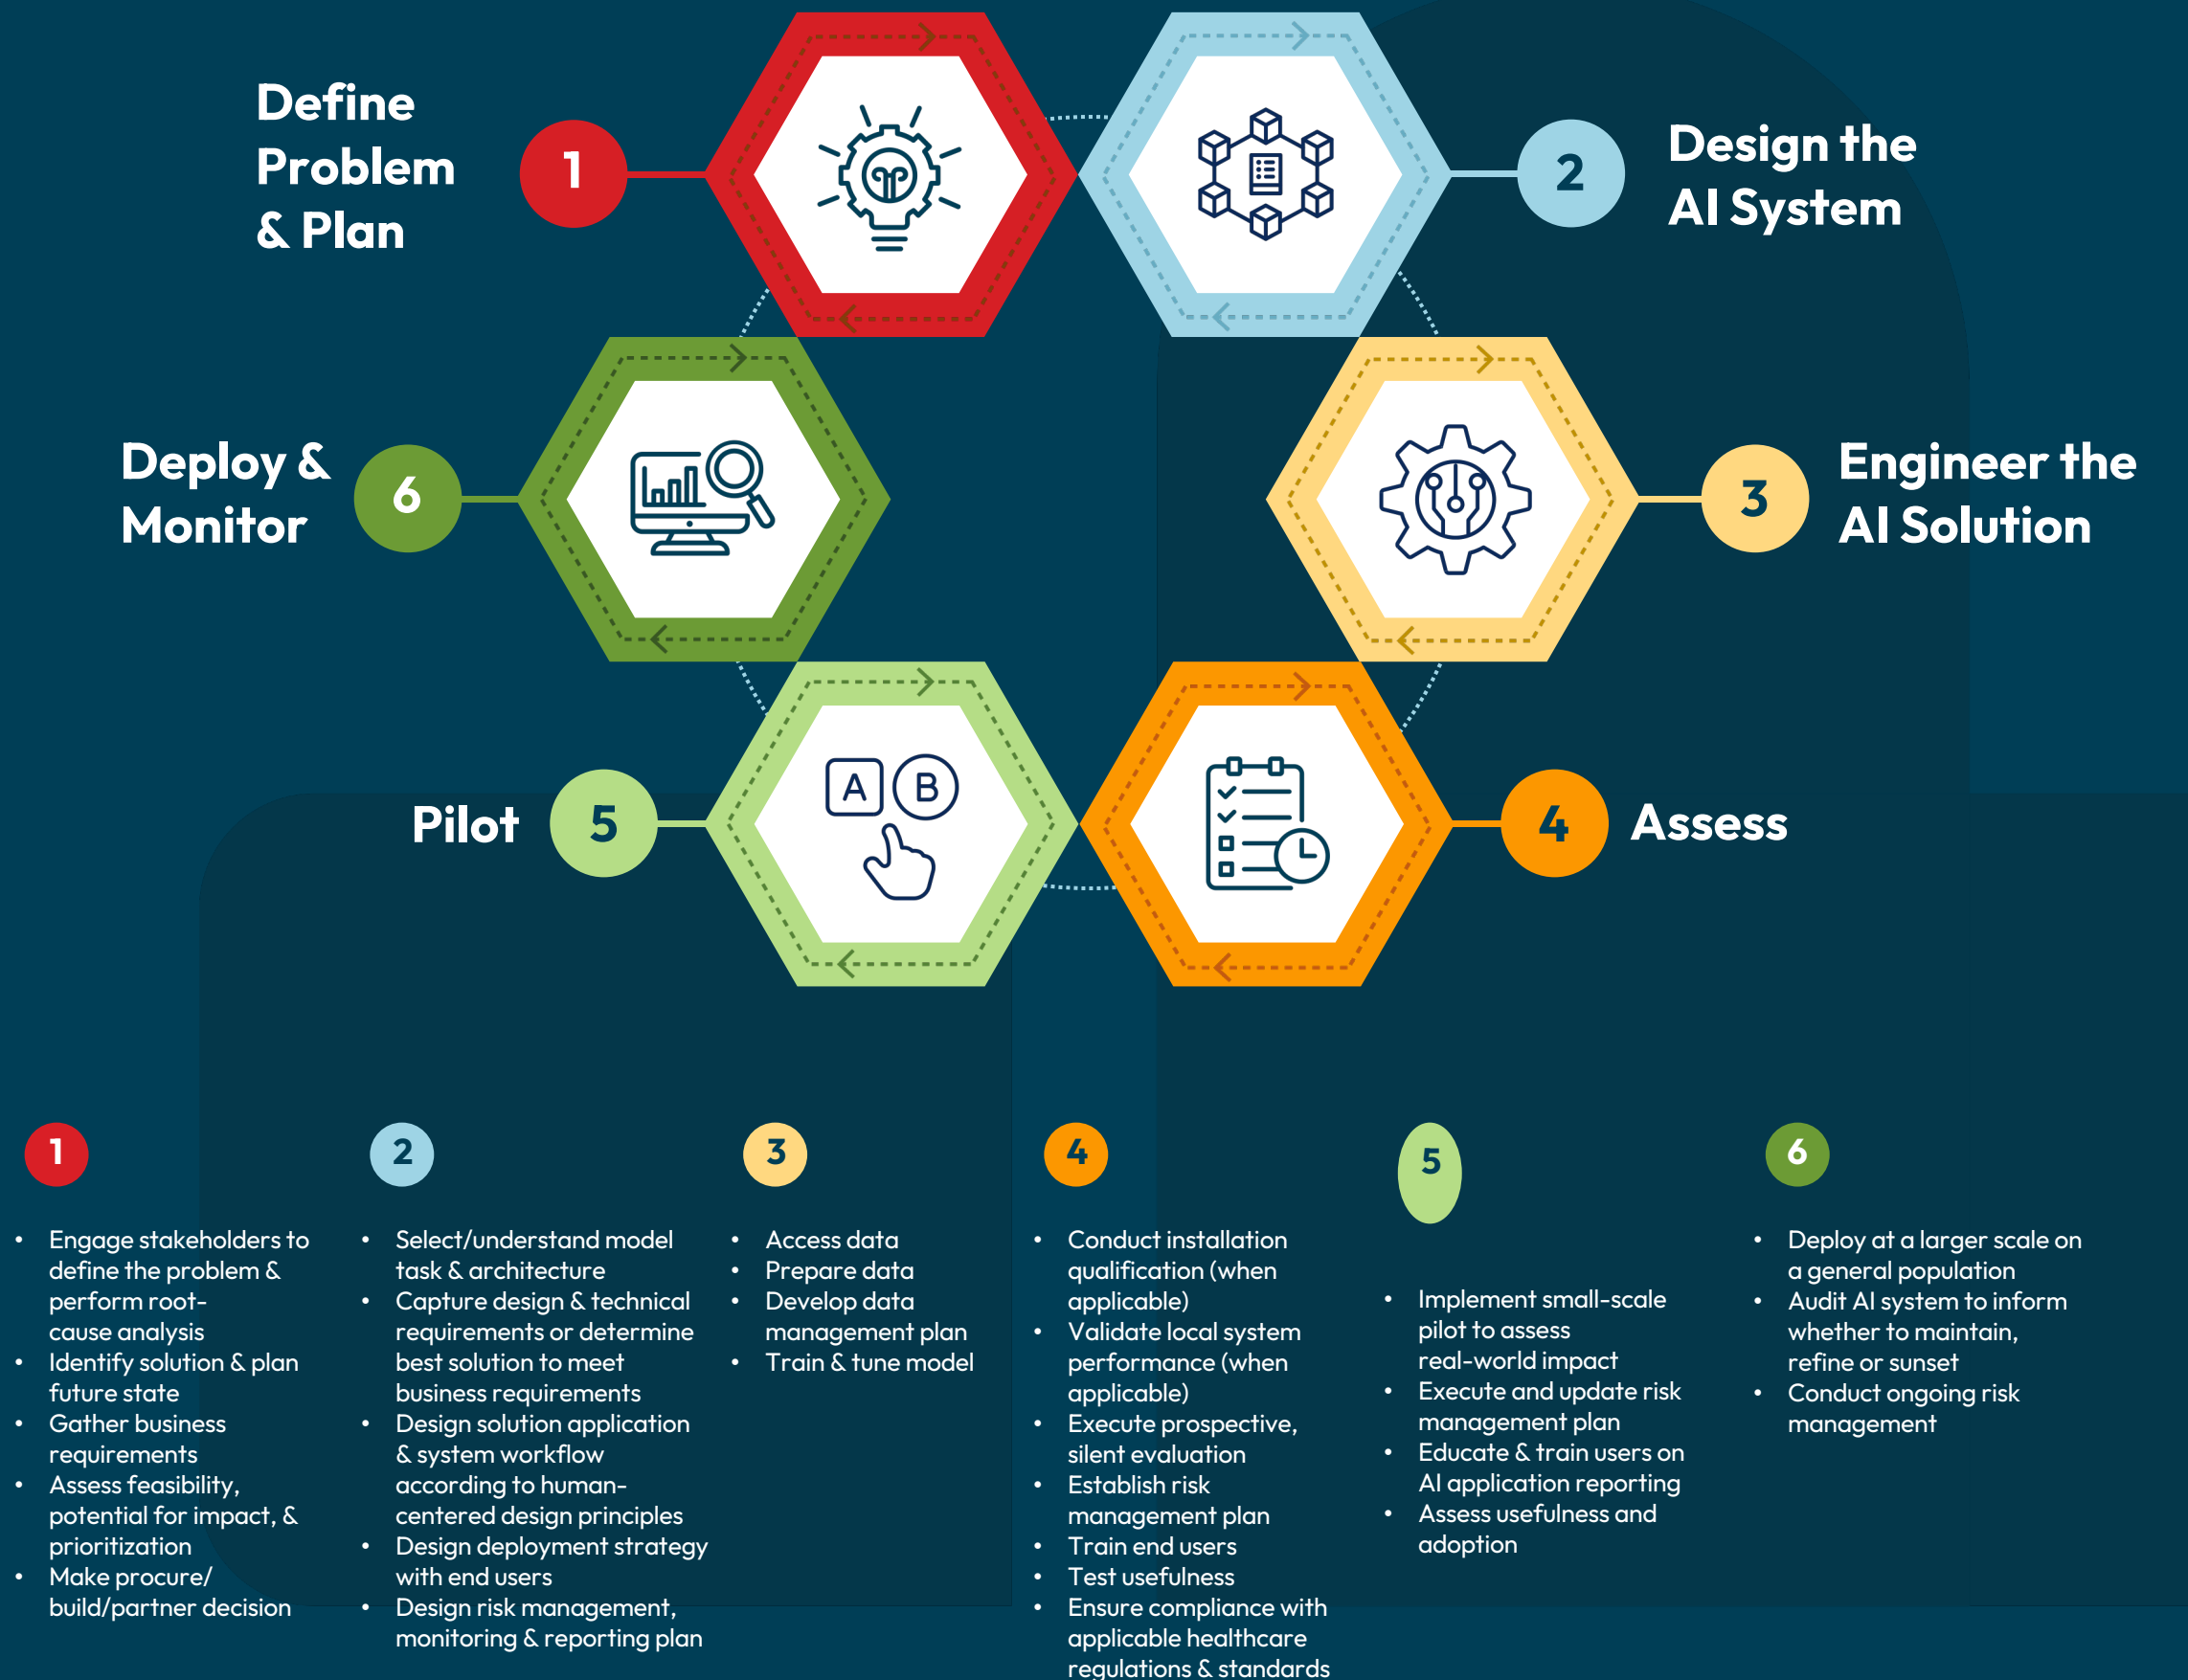 Define
Problem
& Plan
1
2
Design the
AI System
Deploy &
Monitor
6
3
Engineer the
AI Solution
Pilot
5
A
B
4
Assess
1
• Engage stakeholders to
define the problem &
perform root-
cause analysis
• Identify solution & plan
future state
• Gather business
requirements
• Assess feasibility,
potential for impact, &
prioritization
• Make procure/
build/partner decision
2
• Select/understand model
task & architecture
• Capture design & technical
requirements or determine
best solution to meet
business requirements
• Design solution application
& system workflow
according to human-
centered design principles
• Design deployment strategy
with end users
• Design risk management,
monitoring & reporting plan
3
• Access data
• Prepare data
• Develop data
management plan
• Train & tune model
4
• Conduct installation
qualification (when
applicable)
• Validate local system
performance (when
applicable)
• Execute prospective,
silent evaluation
• Establish risk
management plan
• Train end users
• Test usefulness
• Ensure compliance with
applicable healthcare
regulations & standards
5
• Implement small-scale
pilot to assess
real-world impact
• Execute and update risk
management plan
• Educate & train users on
AI application reporting
• Assess usefulness and
adoption
6
• Deploy at a larger scale on
a general population
• Audit AI system to inform
whether to maintain,
refine or sunset
• Conduct ongoing risk
management